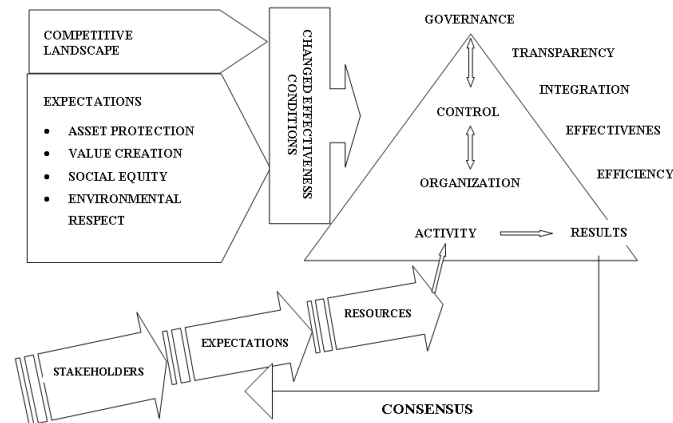 COMPETITIVE
LANDSCAPE
EXPECTATIONS
• ASSET PROTECTION
• VALUE CREATION
• SOCIAL EQUITY
• ENVIRONMENTAL
RESPECT
CHANGED EFFECTIVENESS
CONDITIONS
GOVERNANCE
TRANSPARENCY
INTEGRATION
CONTROL
EFFECTIVENES
EFFICIENCY
ORGANIZATION
ACTIVITY
RESULTS
RESOURCES
EXPECTATIONS
STAKEHOLDERS
CONSENSUS